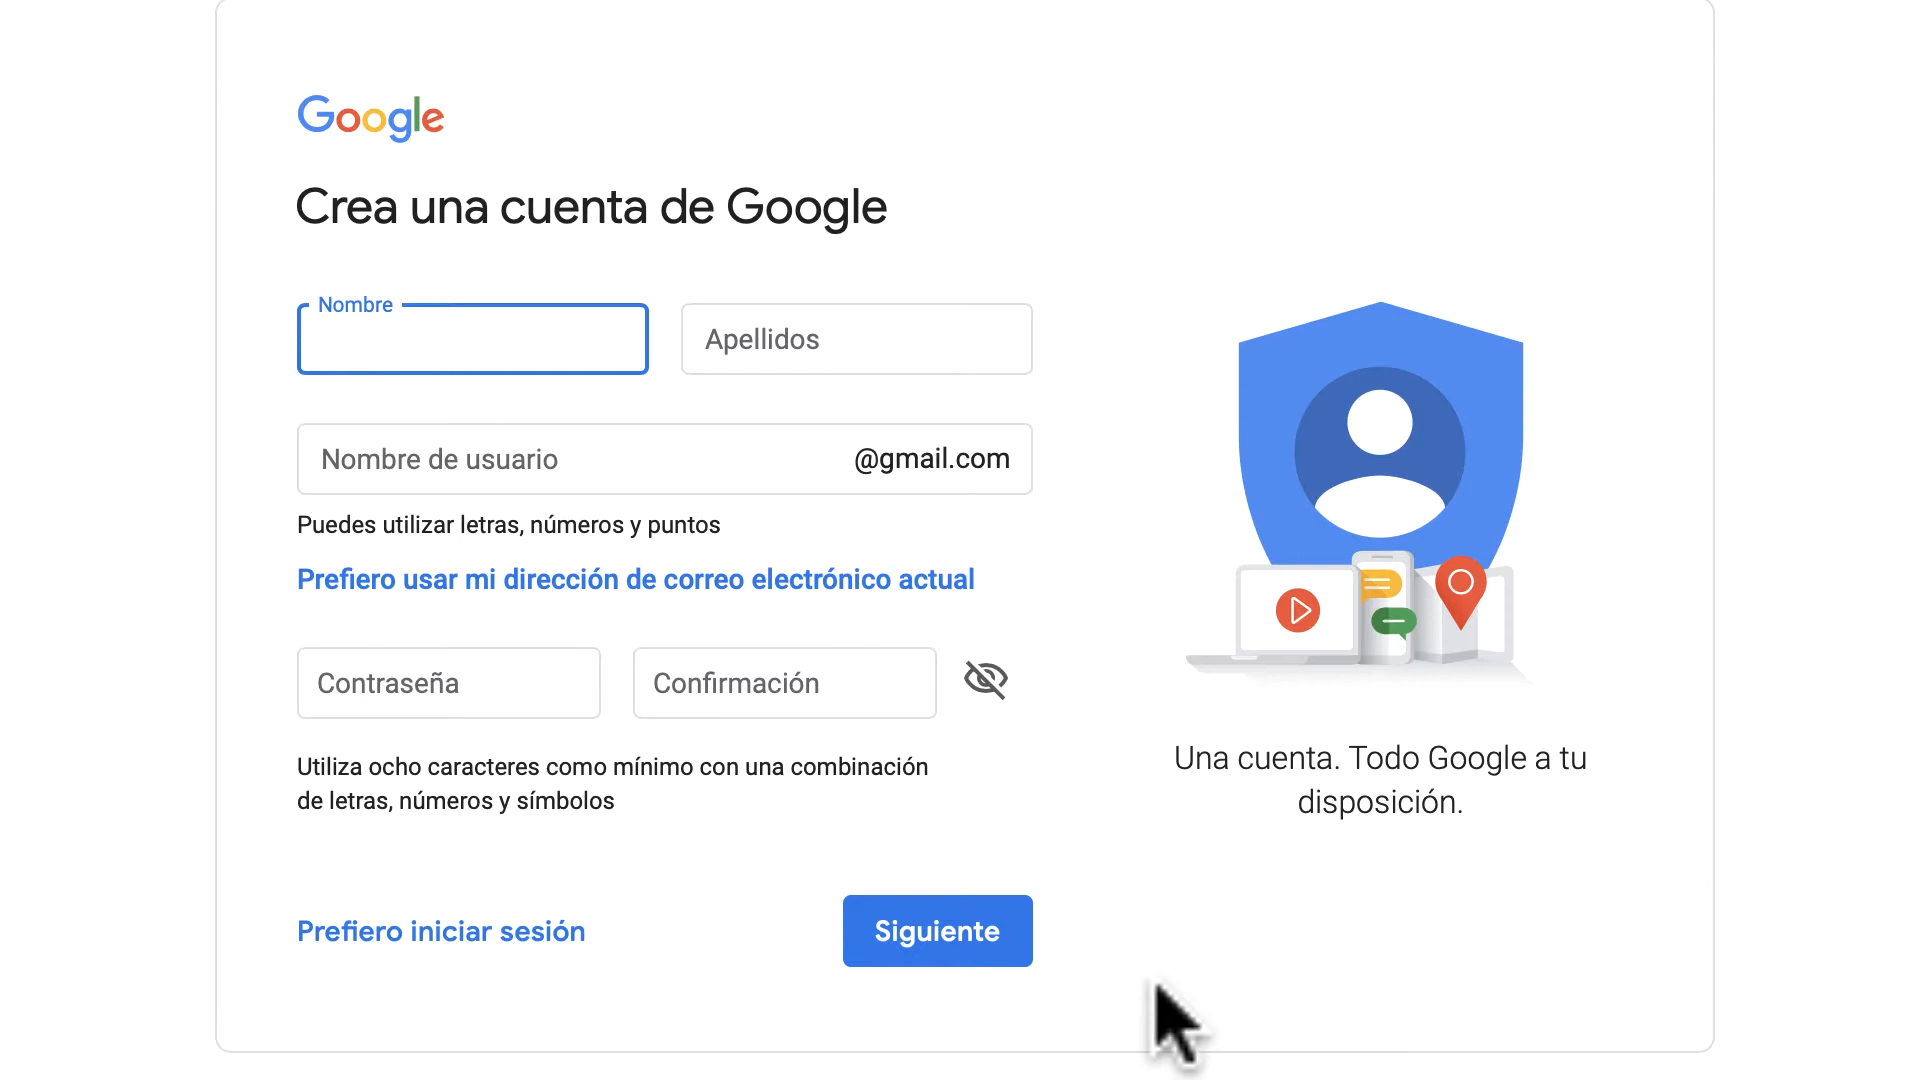 Google
Crea una cuenta de Google
Nombre
Apellidos
Nombre de usuario @gmail.com
Puedes utilizar letras, números y puntos
Prefiero usar mi dirección de correo electrónico actual
Contraseña
Confirmación
Utiliza ocho caracteres como mínimo con una combinación
de letras, números y símbolos
Prefiero iniciar sesión
Siguiente
Una cuenta. Todo Google a tu
disposición.